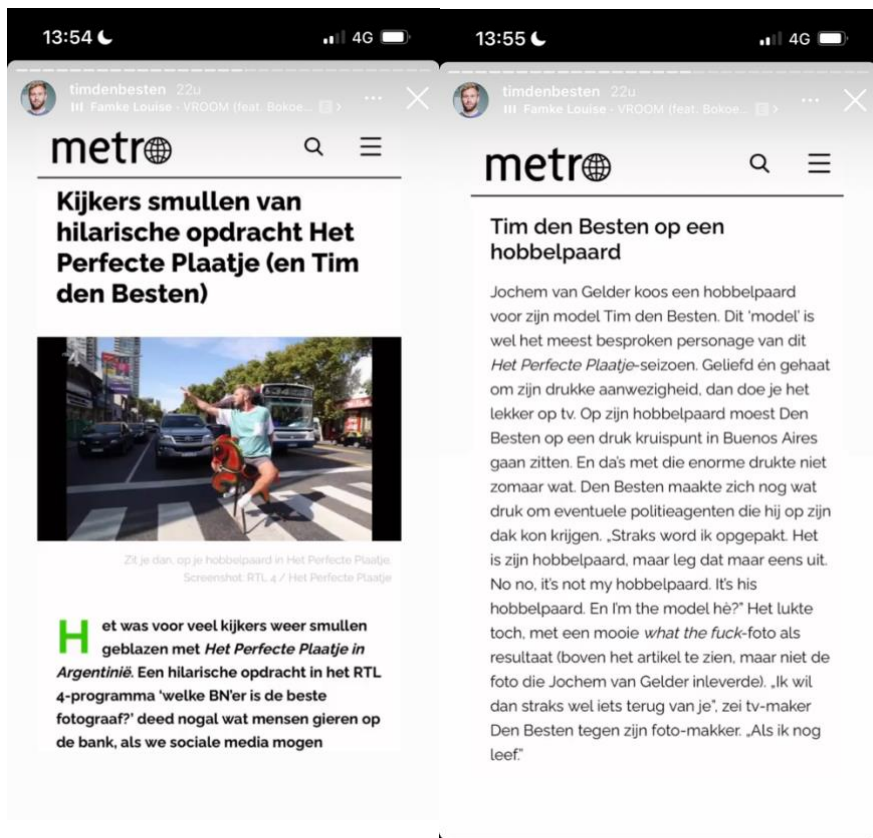 13:54
4G
timdenbesten 22u
Famke Louise - VROOM (feat. Bokoe... E >
metro
Kijkers smullen van
hilarische opdracht Het
Perfecte Plaatje (en Tim
den Besten)
Zit je dan, op je hobbelpaard in Het Perfecte Plaatje.
Screenshot: RTL 4 / Het Perfecte Plaatje
Het was voor veel kijkers weer smullen
geblazen met Het Perfecte Plaatje in
Argentinië. Een hilarische opdracht in het RTL
4-programma ‘welke BN’er is de beste
fotograaf?’ deed nogal wat mensen gieren op
de bank, als we sociale media mogen
13:55
4G
timdenbesten 22u
Famke Louise - VROOM (feat. Bokoe... E >
metro
Tim den Besten op een
hobbelpaard
Jochem van Gelder koos een hobbelpaard
voor zijn model Tim den Besten. Dit ‘model’ is
wel het meest besproken personage van dit
Het Perfecte Plaatje-seizoen. Geliefd én gehaat
om zijn drukke aanwezigheid, dan doe je het
lekker op tv. Op zijn hobbelpaard moest Den
Besten op een druk kruispunt in Buenos Aires
gaan zitten. En da’s met die enorme drukte niet
zomaar wat. Den Besten maakte zich nog wat
druk om eventuele politieagenten die hij op zijn
dak kon krijgen. „Straks word ik opgepakt. Het
is zijn hobbelpaard, maar leg dat maar eens uit.
No no, it’s not my hobbelpaard. It’s his
hobbelpaard. En I’m the model hè?” Het lukte
toch, met een mooie what the fuck-foto als
resultaat (boven het artikel te zien, maar niet de
foto die Jochem van Gelder inleverde). „Ik wil
dan straks wel iets terug van je”, zei tv-maker
Den Besten tegen zijn foto-makker. „Als ik nog
leef.”